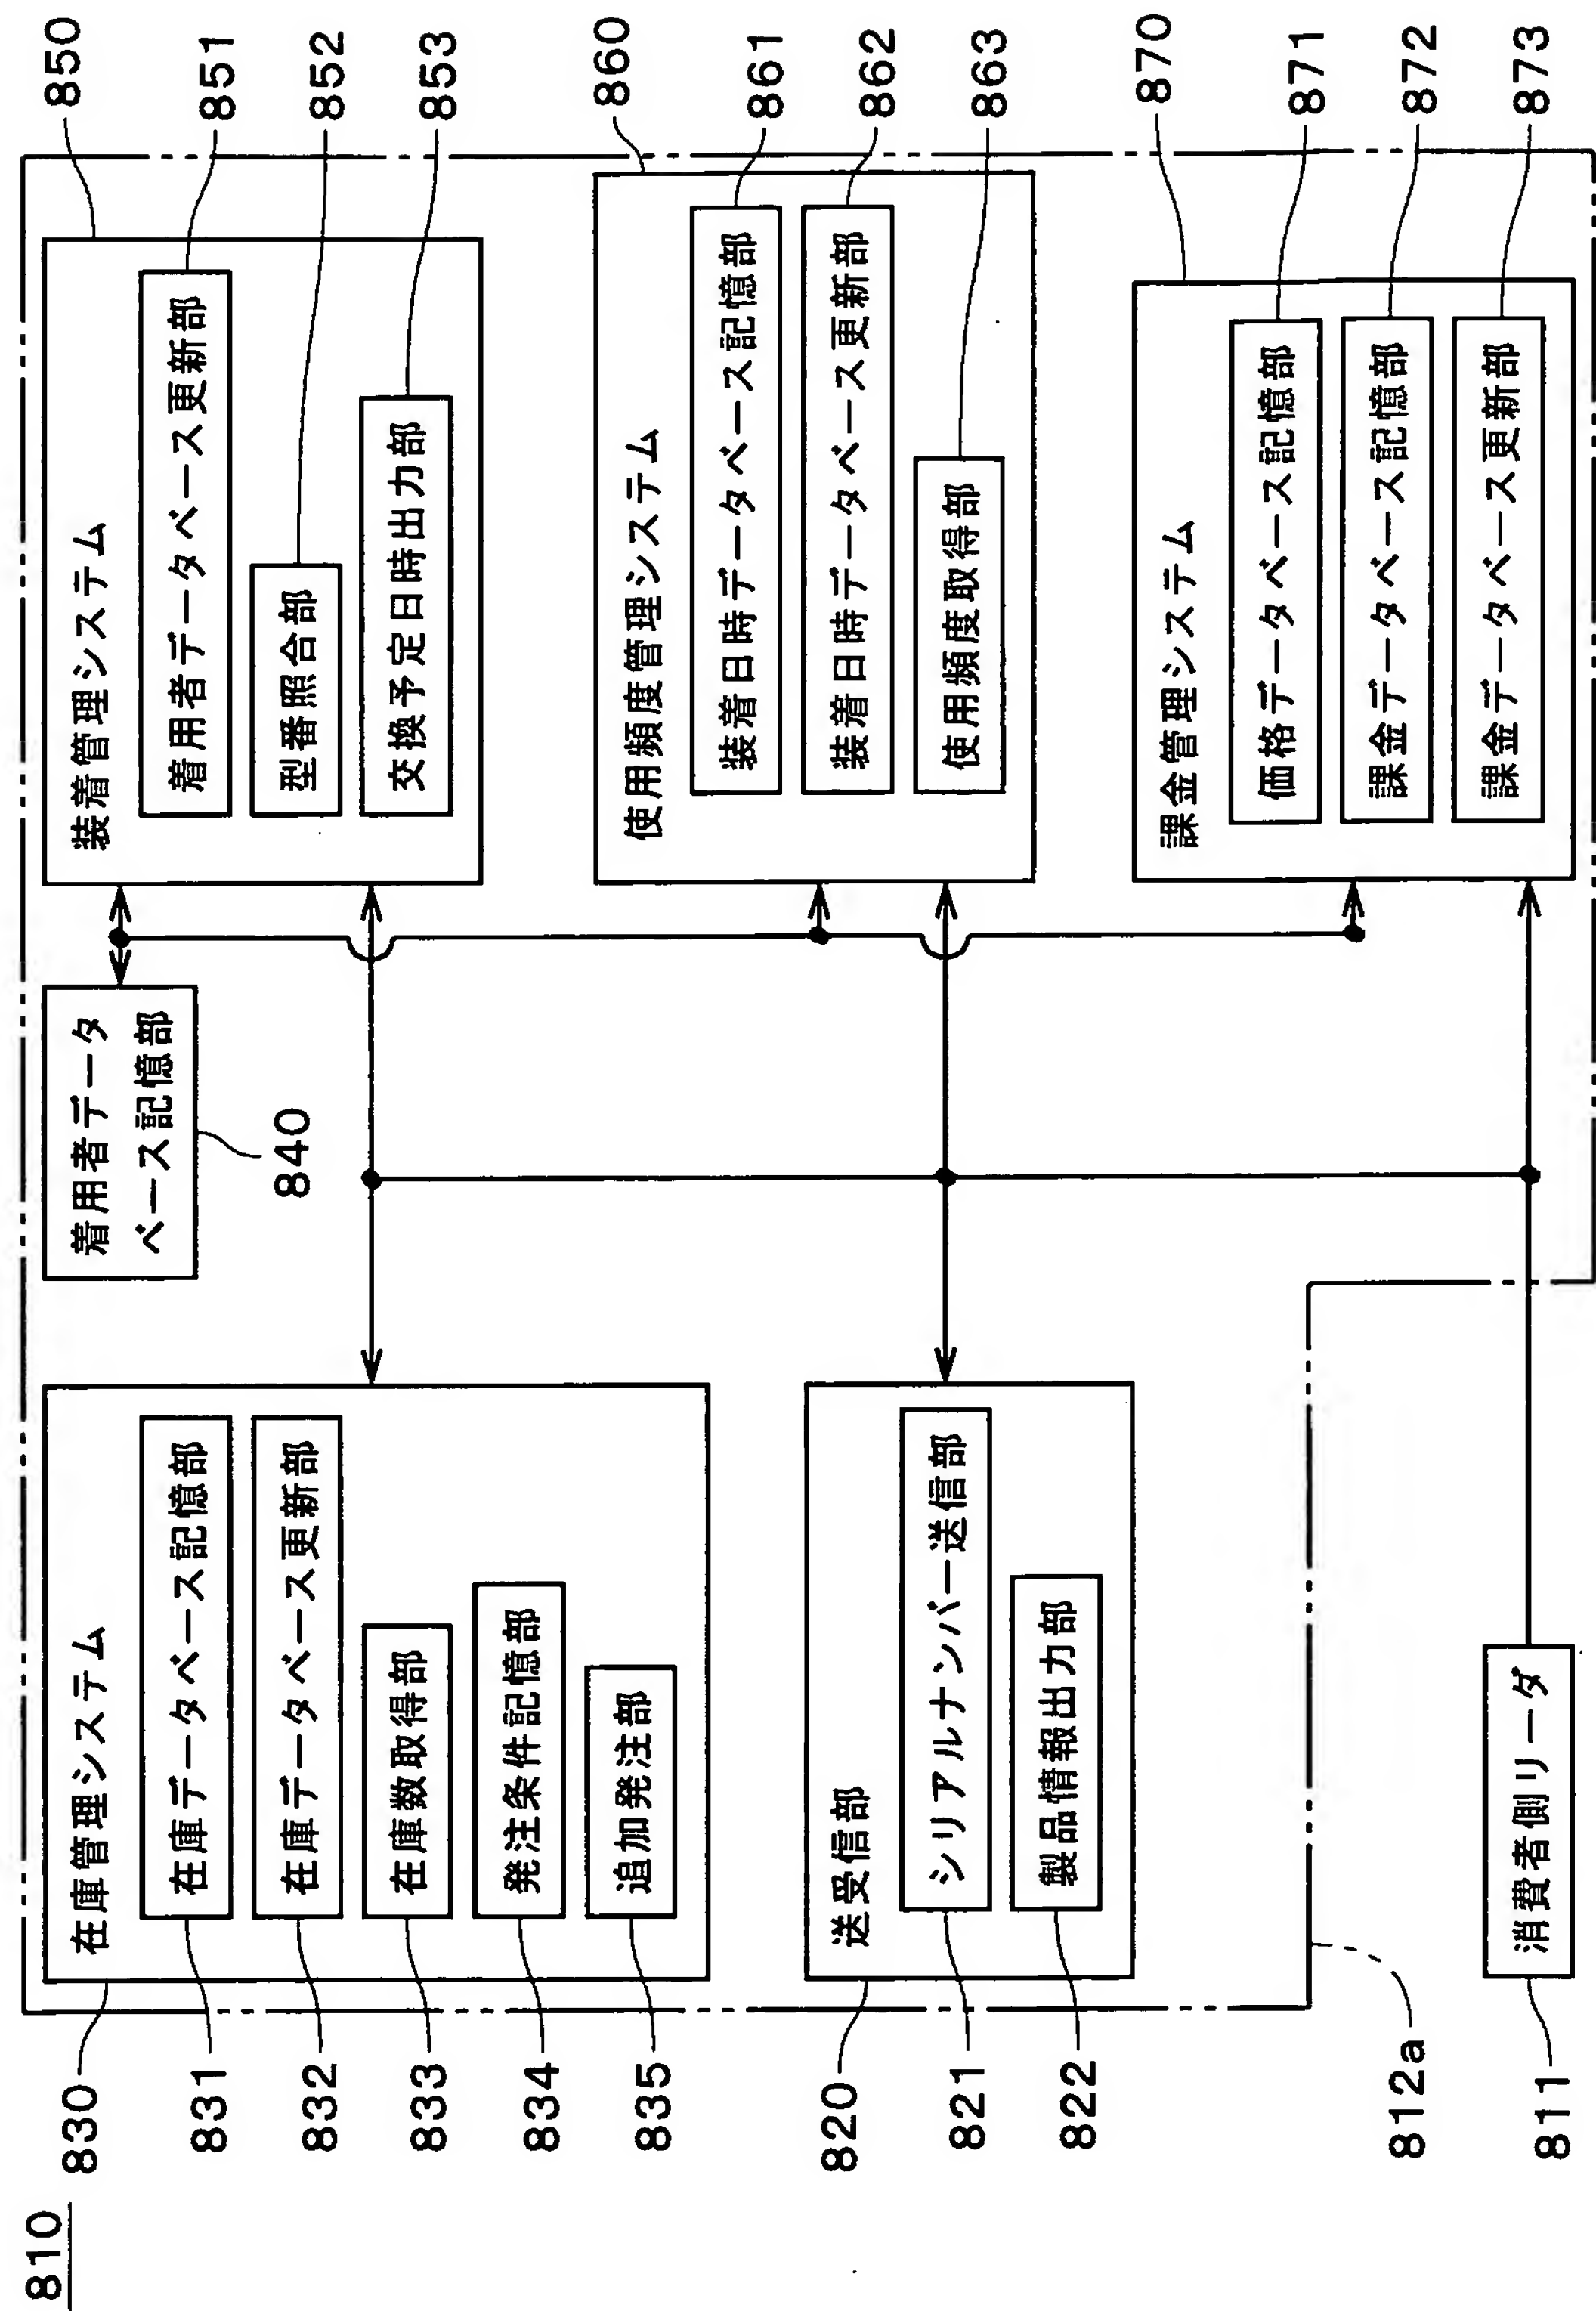 810
830
在庫管理システム
831
在庫データベース記憶部
832
在庫データベース更新部
833
在庫数取得部
834
発注条件記憶部
835
追加発注部
820
送受信部
821
シリアルナンバー送信部
822
製品情報出力部
812a
811
消費者側リーダ
着用者データ
ベース記憶部
840
850
装着管理システム
851
着用者データベース更新部
852
型番照合部
853
交換予定日時出力部
860
使用頻度管理システム
861
装着日時データベース記憶部
862
装着日時データベース更新部
863
使用頻度取得部
870
課金管理システム
871
価格データベース記憶部
872
課金データベース記憶部
873
課金データベース更新部